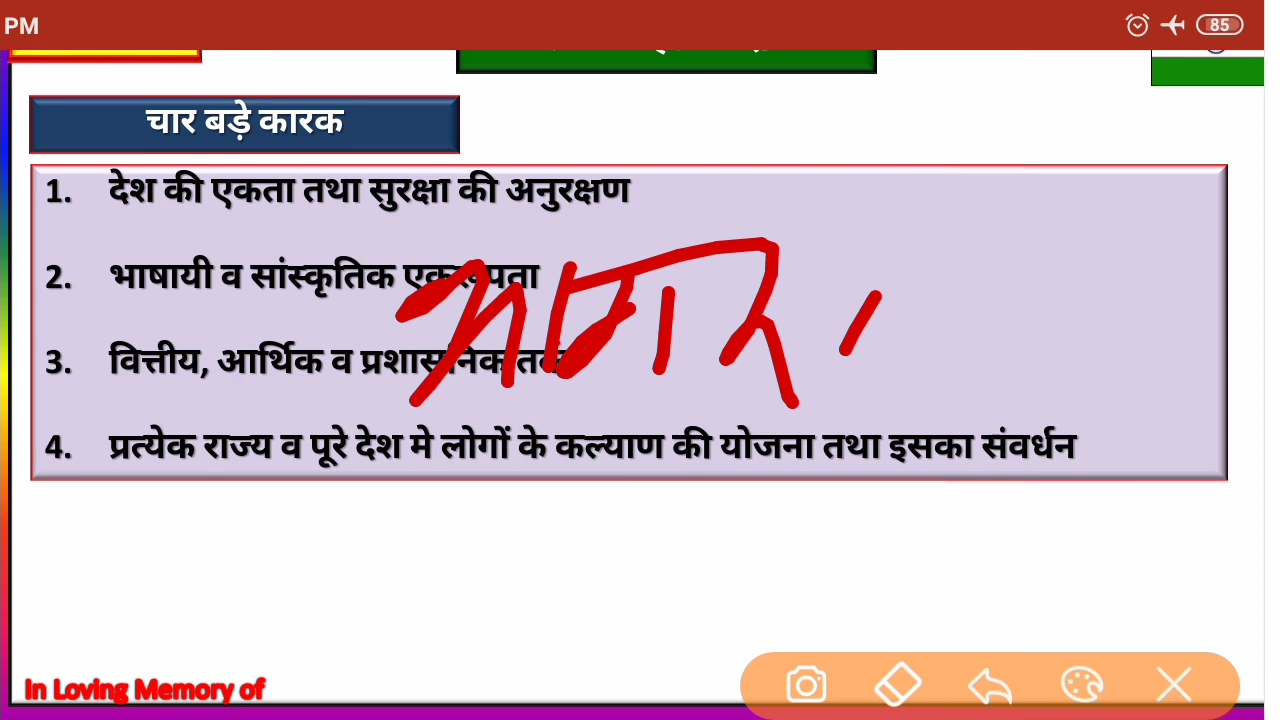 PM
85
चार बड़े कारक
1. देश की एकता तथा सुरक्षा की अनुरक्षण
2. भाषायी व सांस्कृतिक एकरूपता
3. वित्तीय, आर्थिक व प्रशासनिक
4. प्रत्येक राज्य व पूरे देश मे लोगों के कल्याण की योजना तथा इसका संवर्धन
In Loving Memory of